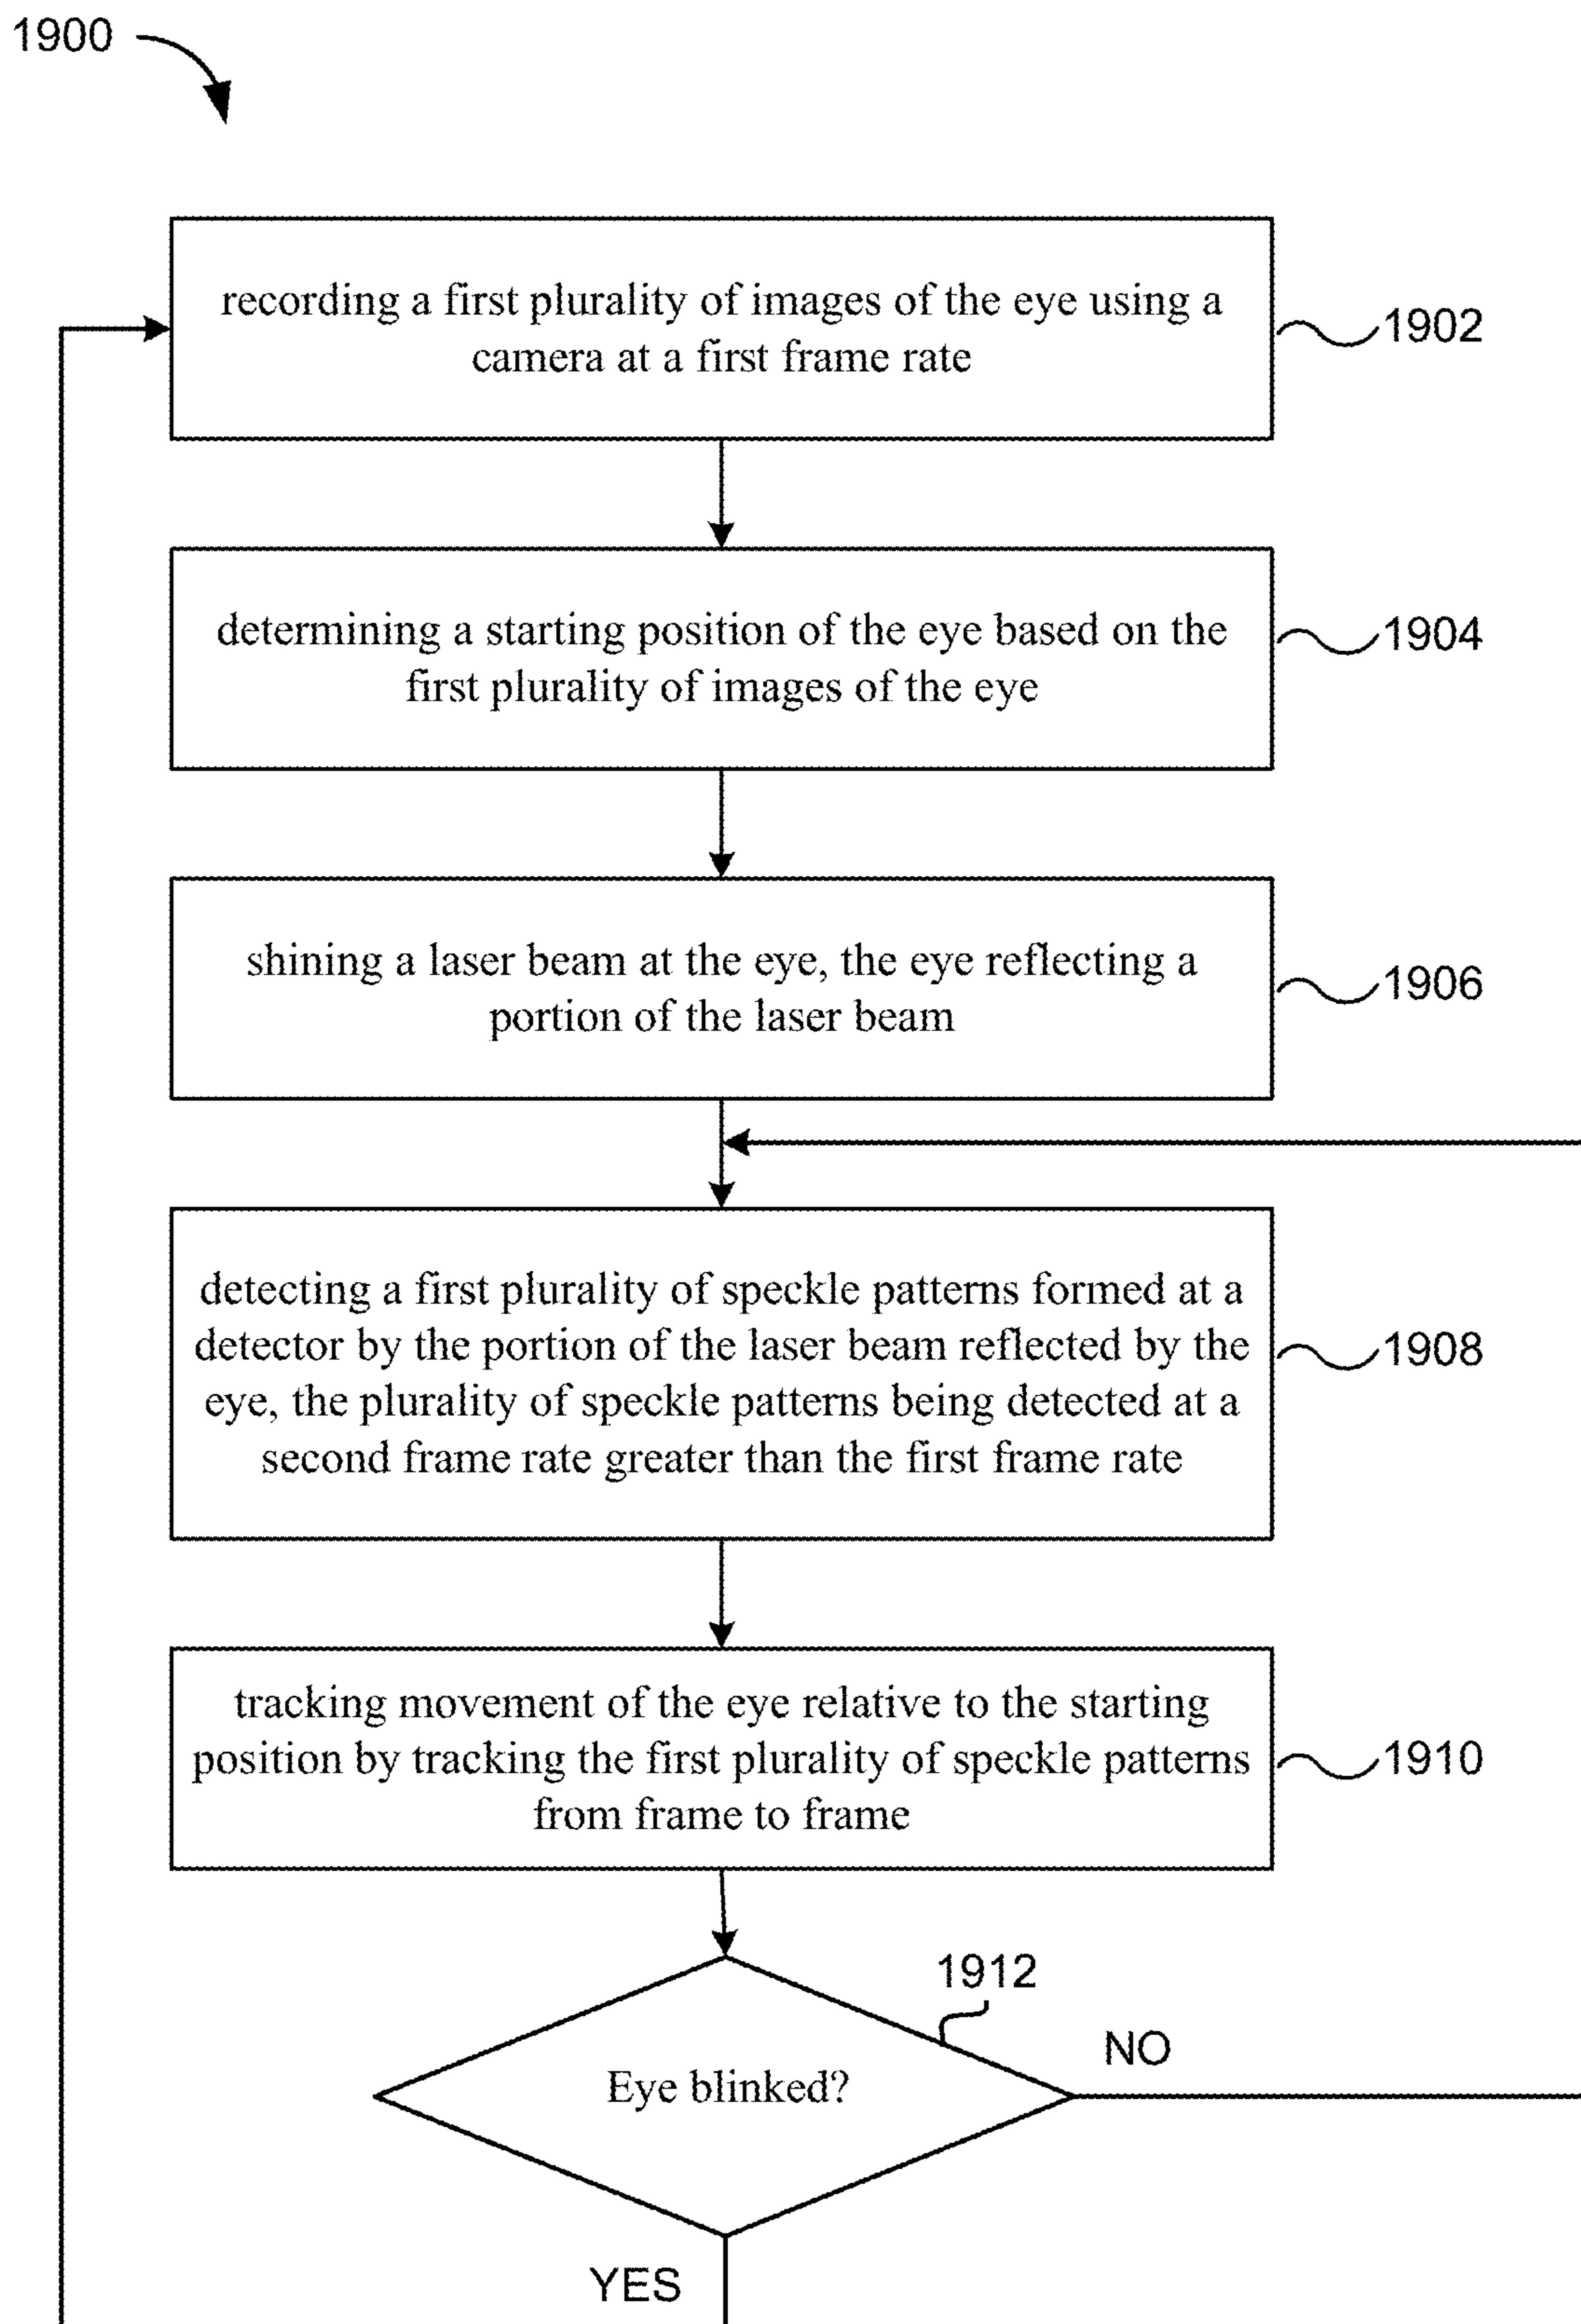 1900
recording a first plurality of images of the eye using a
camera at a first frame rate
1902
determining a starting position of the eye based on the
first plurality of images of the eye
1904
shining a laser beam at the eye, the eye reflecting a
portion of the laser beam
1906
detecting a first plurality of speckle patterns formed at a
detector by the portion of the laser beam reflected by the
eye, the plurality of speckle patterns being detected at a
second frame rate greater than the first frame rate
1908
tracking movement of the eye relative to the starting
position by tracking the first plurality of speckle patterns
from frame to frame
1910
1912
NO
Eye blinked?
YES